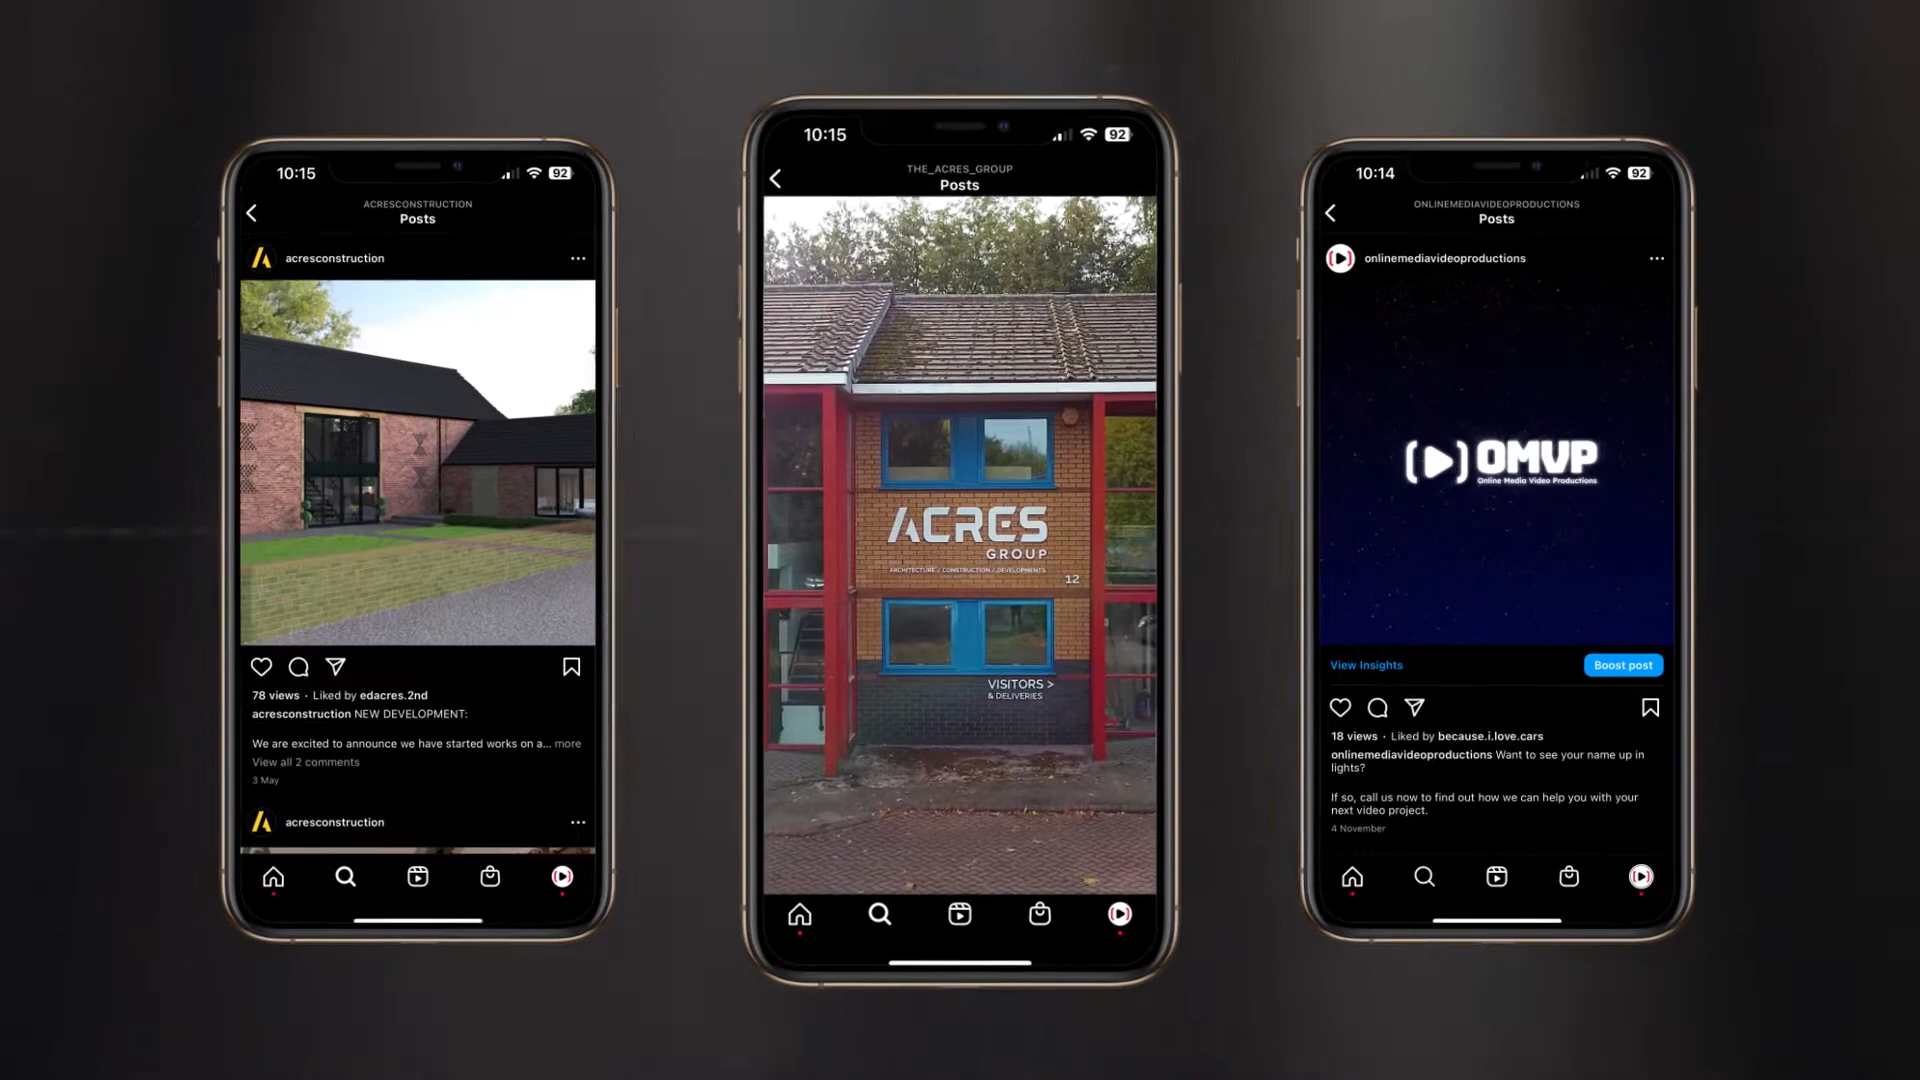 10:15
92
ACRESCONSTRUCTION
Posts
acresconstruction
78 views · Liked by edacres.2nd
acresconstruction NEW DEVELOPMENT:
We are excited to announce we have started works on a... more
View all 2 comments
3 May
acresconstruction
10:15
92
THE_ACRES_GROUP
Posts
ACRES
GROUP
ARCHITECTURE / CONSTRUCTION / DEVELOPMENTS
12
VISITORS >
& DELIVERIES
10:14
92
ONLINEMEDIAVIDEOPRODUCTIONS
Posts
onlinemediavideoproductions
OMVP
Online Media Video Productions
View Insights
Boost post
18 views · Liked by because.i.love.cars
onlinemediavideoproductions Want to see your name up in
lights?
If so, call us now to find out how we can help you with your
next video project.
4 November